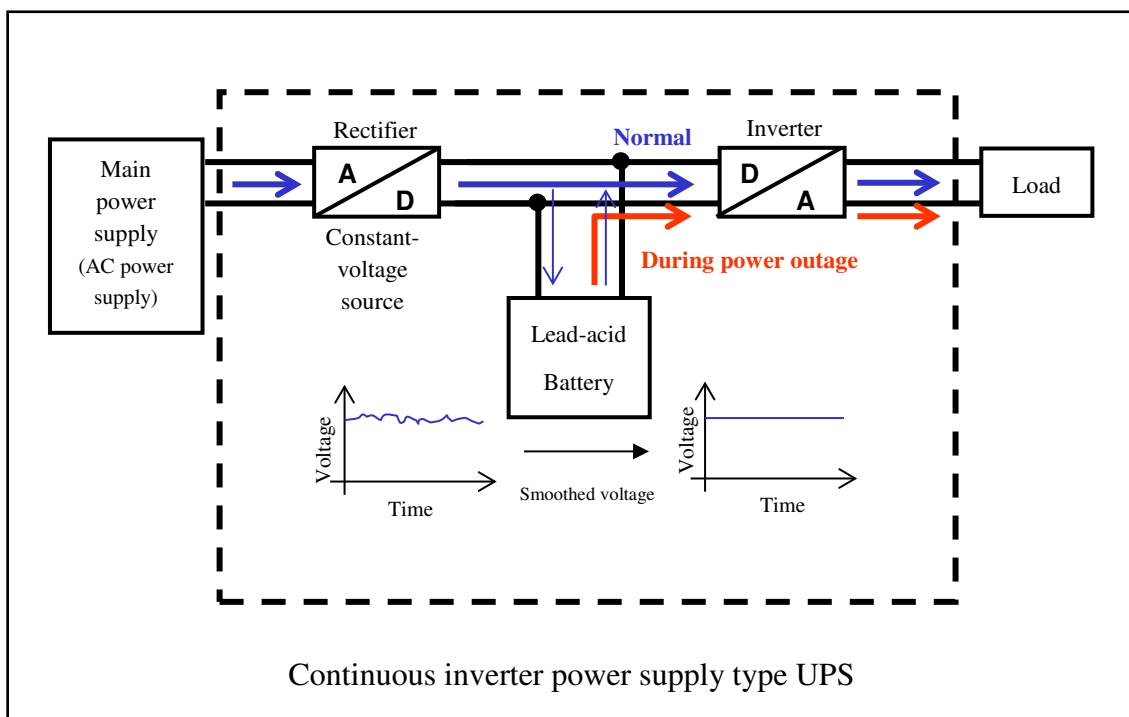 Main
power
supply
(AC power
supply)
Rectifier
A
D
Constant-
voltage
source
Normal
Inverter
D
A
Load
During power outage
Lead-acid
Battery
Voltage
Time
Smoothed voltage
Voltage
Time
Continuous inverter power supply type UPS